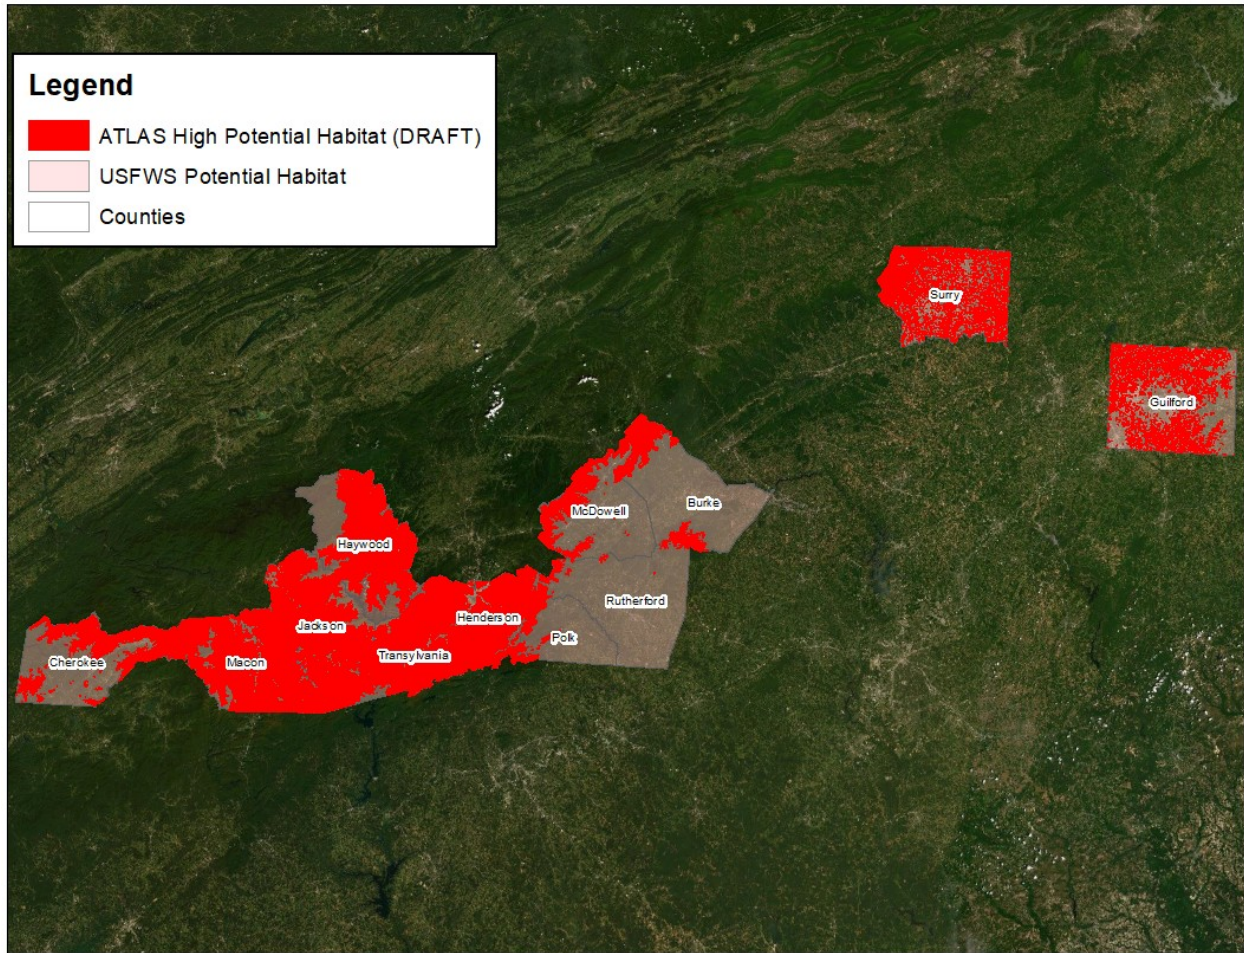 Legend
ATLAS High Potential Habitat (DRAFT)
USFWS Potential Habitat
Counties
Surry
Guilford
Burke
McDowell
Haywood
Rutherford
Henderson
Jackson
Polk
Transylvania
Macon
Cherokee